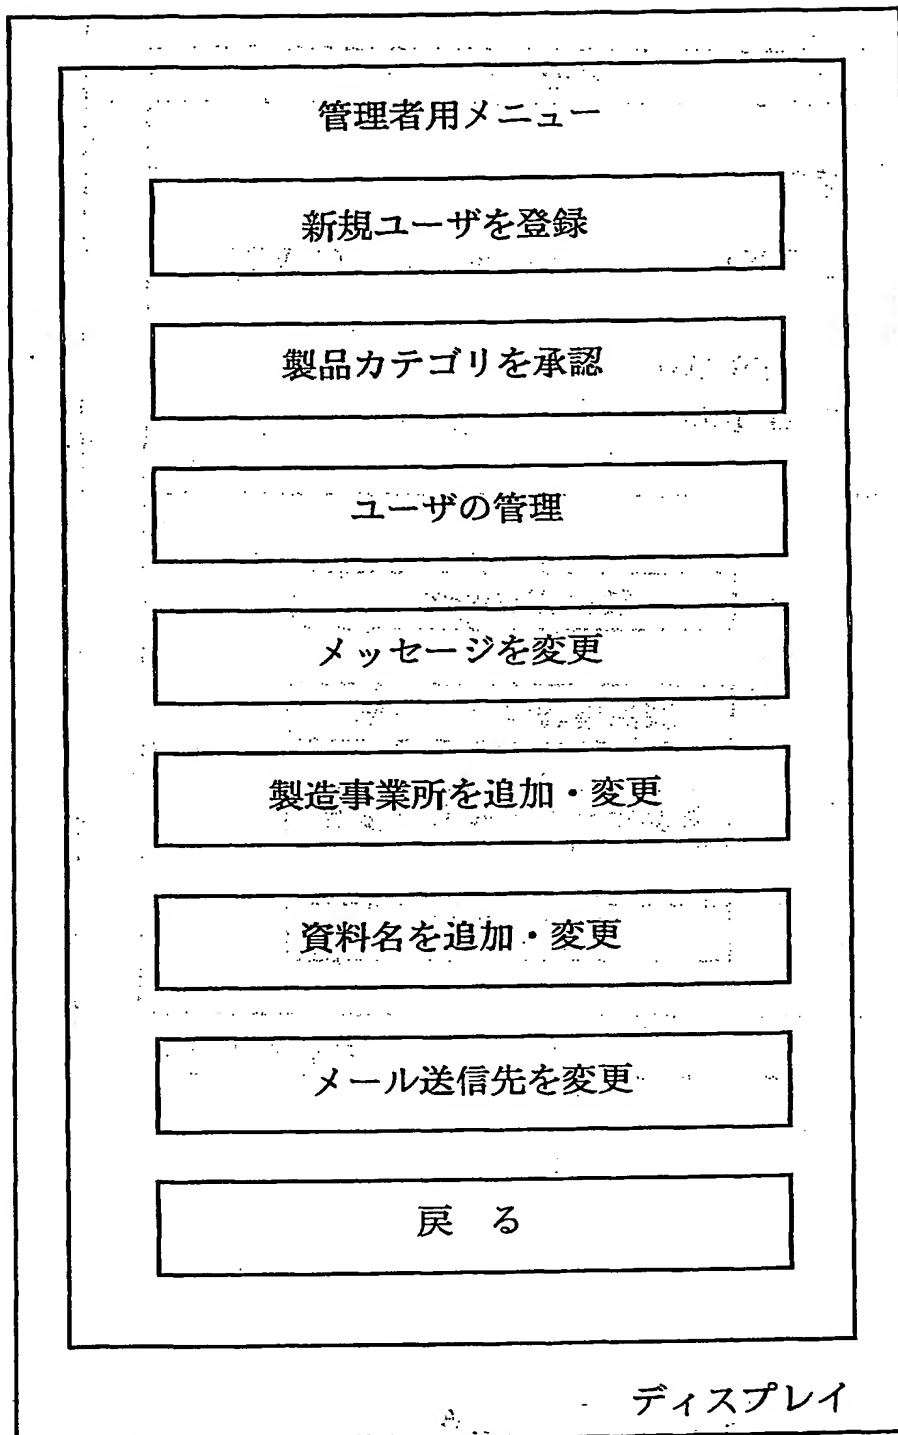 管理者用メニュー
新規ユーザを登録
製品カテゴリを承認
ユーザの管理
メッセージを変更
製造事業所を追加・変更
資料名を追加・変更
メール送信先を変更
戻　る
ディスプレイ